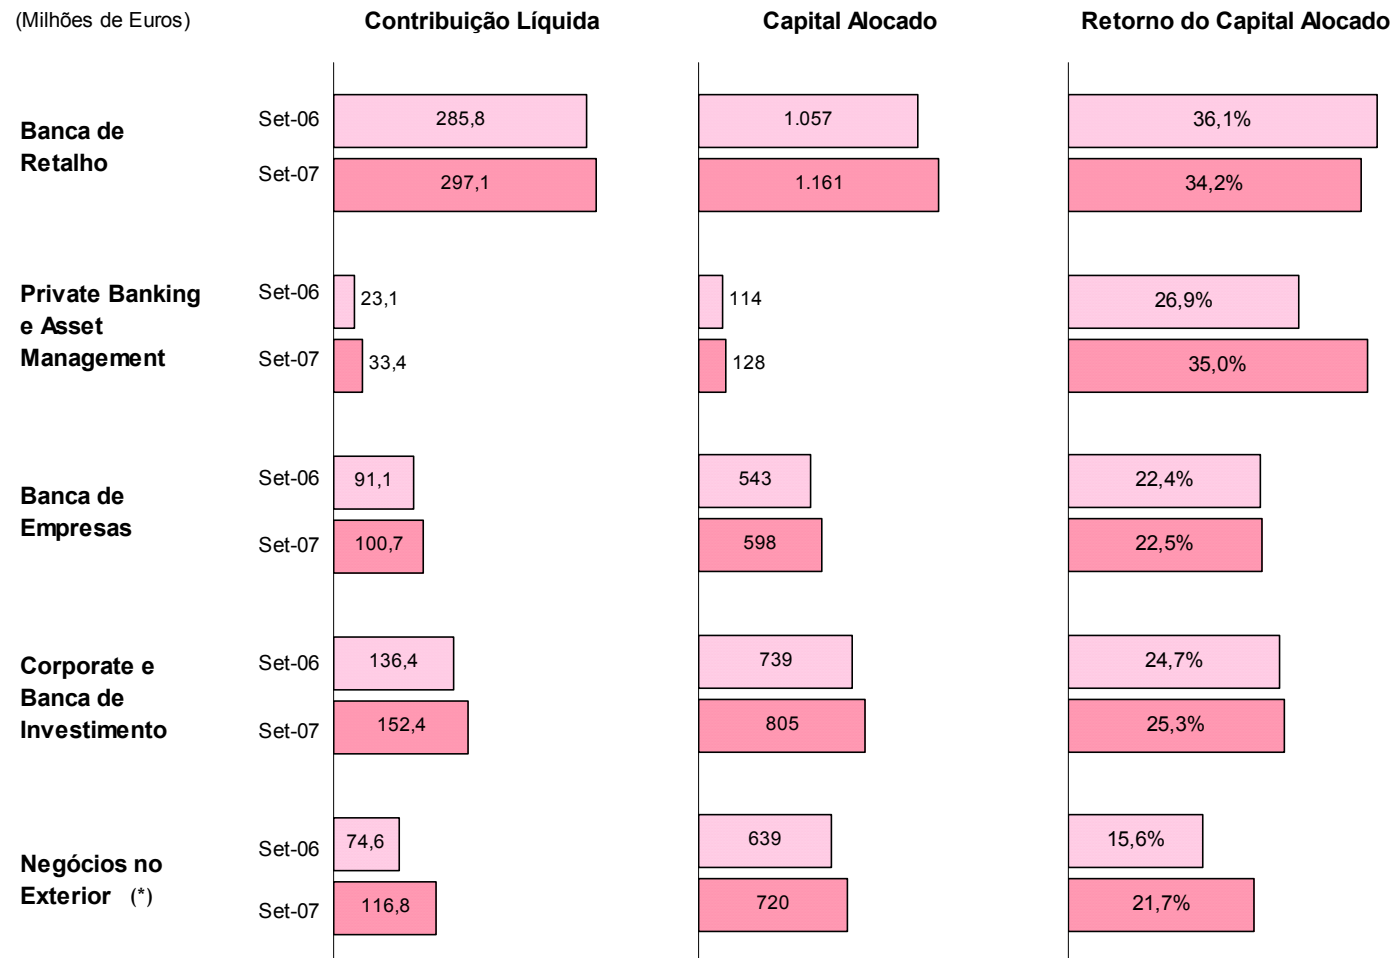 (Milhões de Euros) Contribuição Líquida Capital Alocado Retorno do Capital Alocado
Banca de
Retalho
Set-06 285,8 1.057 36,1%
Set-07 297,1 1.161 34,2%
Private Banking
e Asset
Management
Set-06 23,1 114 26,9%
Set-07 33,4 128 35,0%
Banca de
Empresas
Set-06 91,1 543 22,4%
Set-07 100,7 598 22,5%
Corporate e
Banca de
Investimento
Set-06 136,4 739 24,7%
Set-07 152,4 805 25,3%
Negócios no
Exterior (*)
Set-06 74,6 639 15,6%
Set-07 116,8 720 21,7%